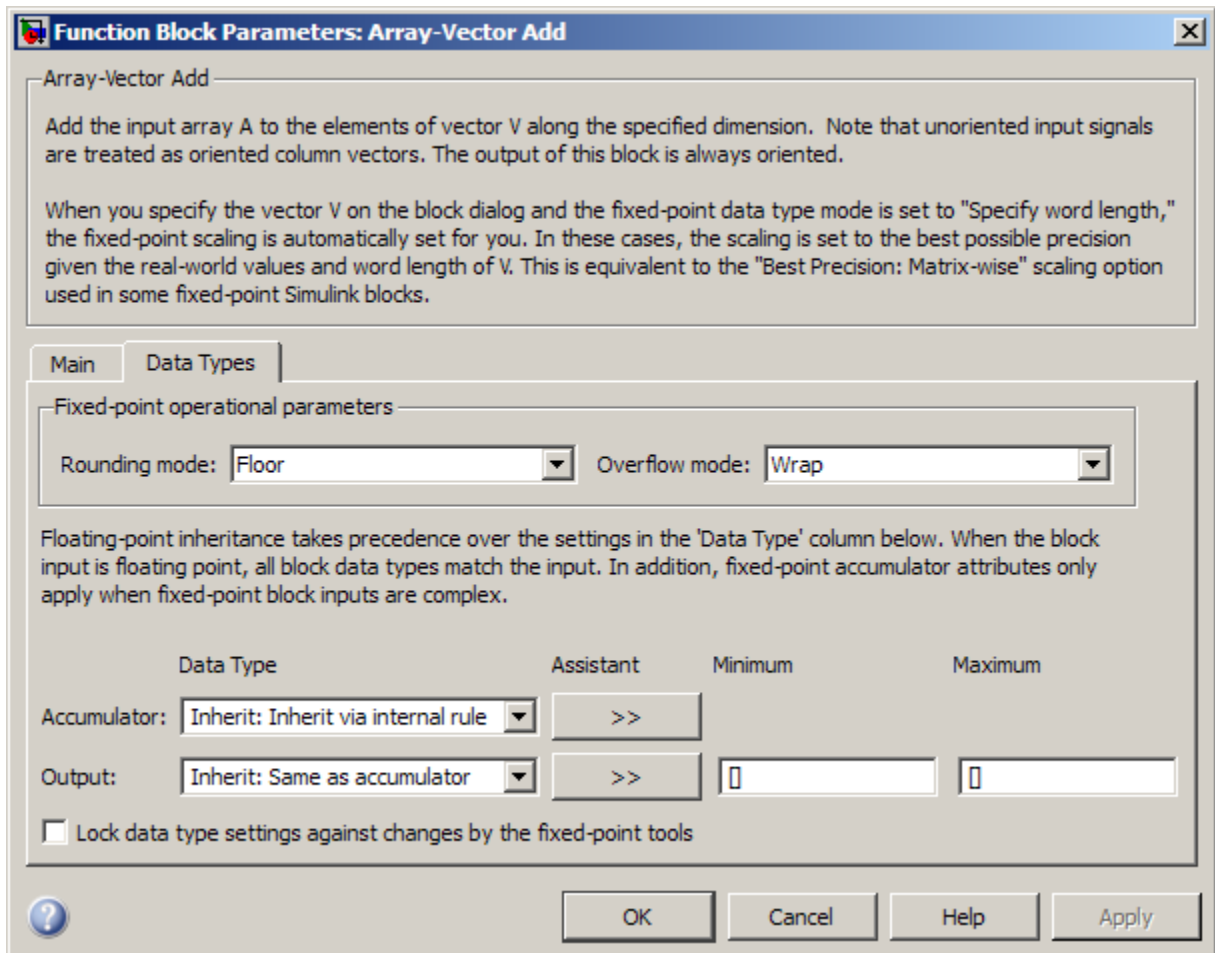 Function Block Parameters: Array-Vector Add
Array-Vector Add
Add the input array A to the elements of vector V along the specified dimension.  Note that unoriented input signals
are treated as oriented column vectors. The output of this block is always oriented.
When you specify the vector V on the block dialog and the fixed-point data type mode is set to "Specify word length,"
the fixed-point scaling is automatically set for you. In these cases, the scaling is set to the best possible precision
given the real-world values and word length of V. This is equivalent to the "Best Precision: Matrix-wise" scaling option
used in some fixed-point Simulink blocks.
Main Data Types
Fixed-point operational parameters
Rounding mode: Floor Overflow mode: Wrap
Floating-point inheritance takes precedence over the settings in the 'Data Type' column below. When the block
input is floating point, all block data types match the input. In addition, fixed-point accumulator attributes only
apply when fixed-point block inputs are complex.
Data Type Assistant Minimum Maximum
Accumulator: Inherit: Inherit via internal rule >>
Output: Inherit: Same as accumulator >> [] []
Lock data type settings against changes by the fixed-point tools
? OK Cancel Help Apply